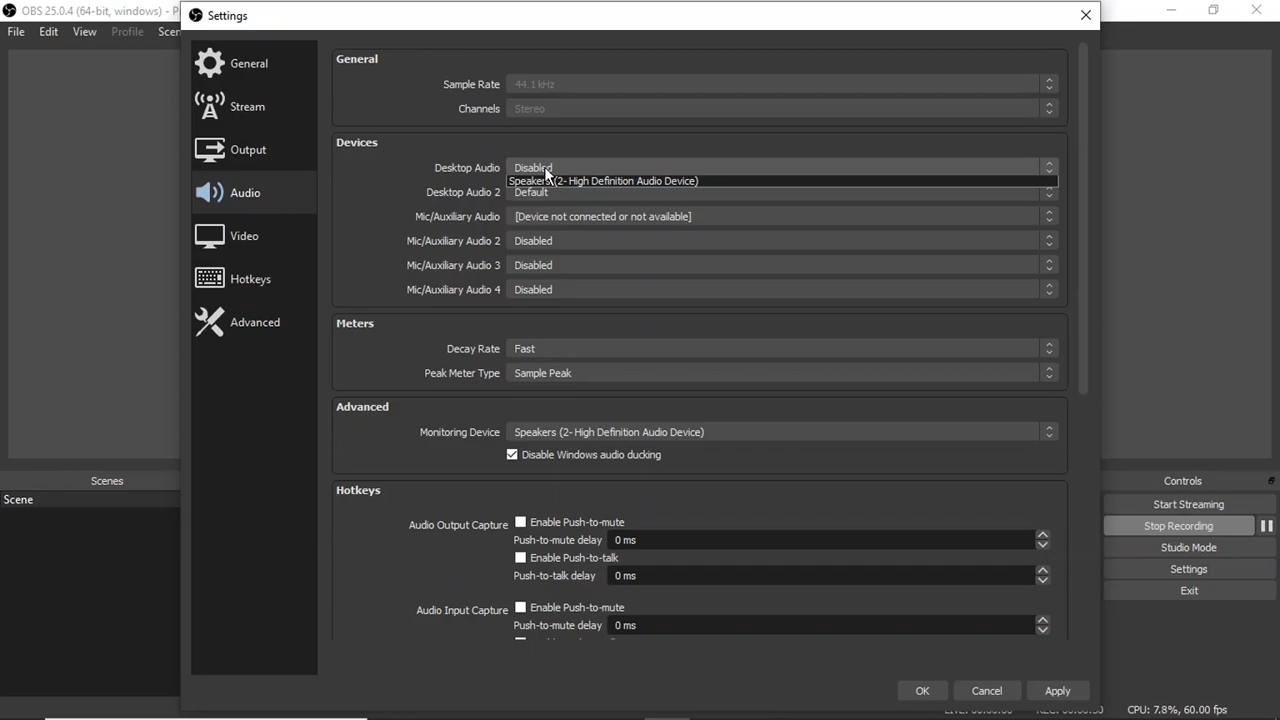 OBS 25.0.4 (64-bit, windows) - P
Settings
File Edit View Profile Scen
General
Stream
Output
Audio
Video
Hotkeys
Advanced
General
Sample Rate 44.1 kHz
Channels Stereo
Devices
Desktop Audio Disabled
Speakers (2- High Definition Audio Device)
Desktop Audio 2 Default
Mic/Auxiliary Audio [Device not connected or not available]
Mic/Auxiliary Audio 2 Disabled
Mic/Auxiliary Audio 3 Disabled
Mic/Auxiliary Audio 4 Disabled
Meters
Decay Rate Fast
Peak Meter Type Sample Peak
Advanced
Monitoring Device Speakers (2- High Definition Audio Device)
Disable Windows audio ducking
Hotkeys
Audio Output Capture Enable Push-to-mute
Push-to-mute delay 0 ms
Enable Push-to-talk
Push-to-talk delay 0 ms
Audio Input Capture Enable Push-to-mute
Push-to-mute delay 0 ms
OK Cancel Apply
Scenes
Scene
Controls
Start Streaming
Stop Recording
Studio Mode
Settings
Exit
CPU: 7.8%, 60.00 fps